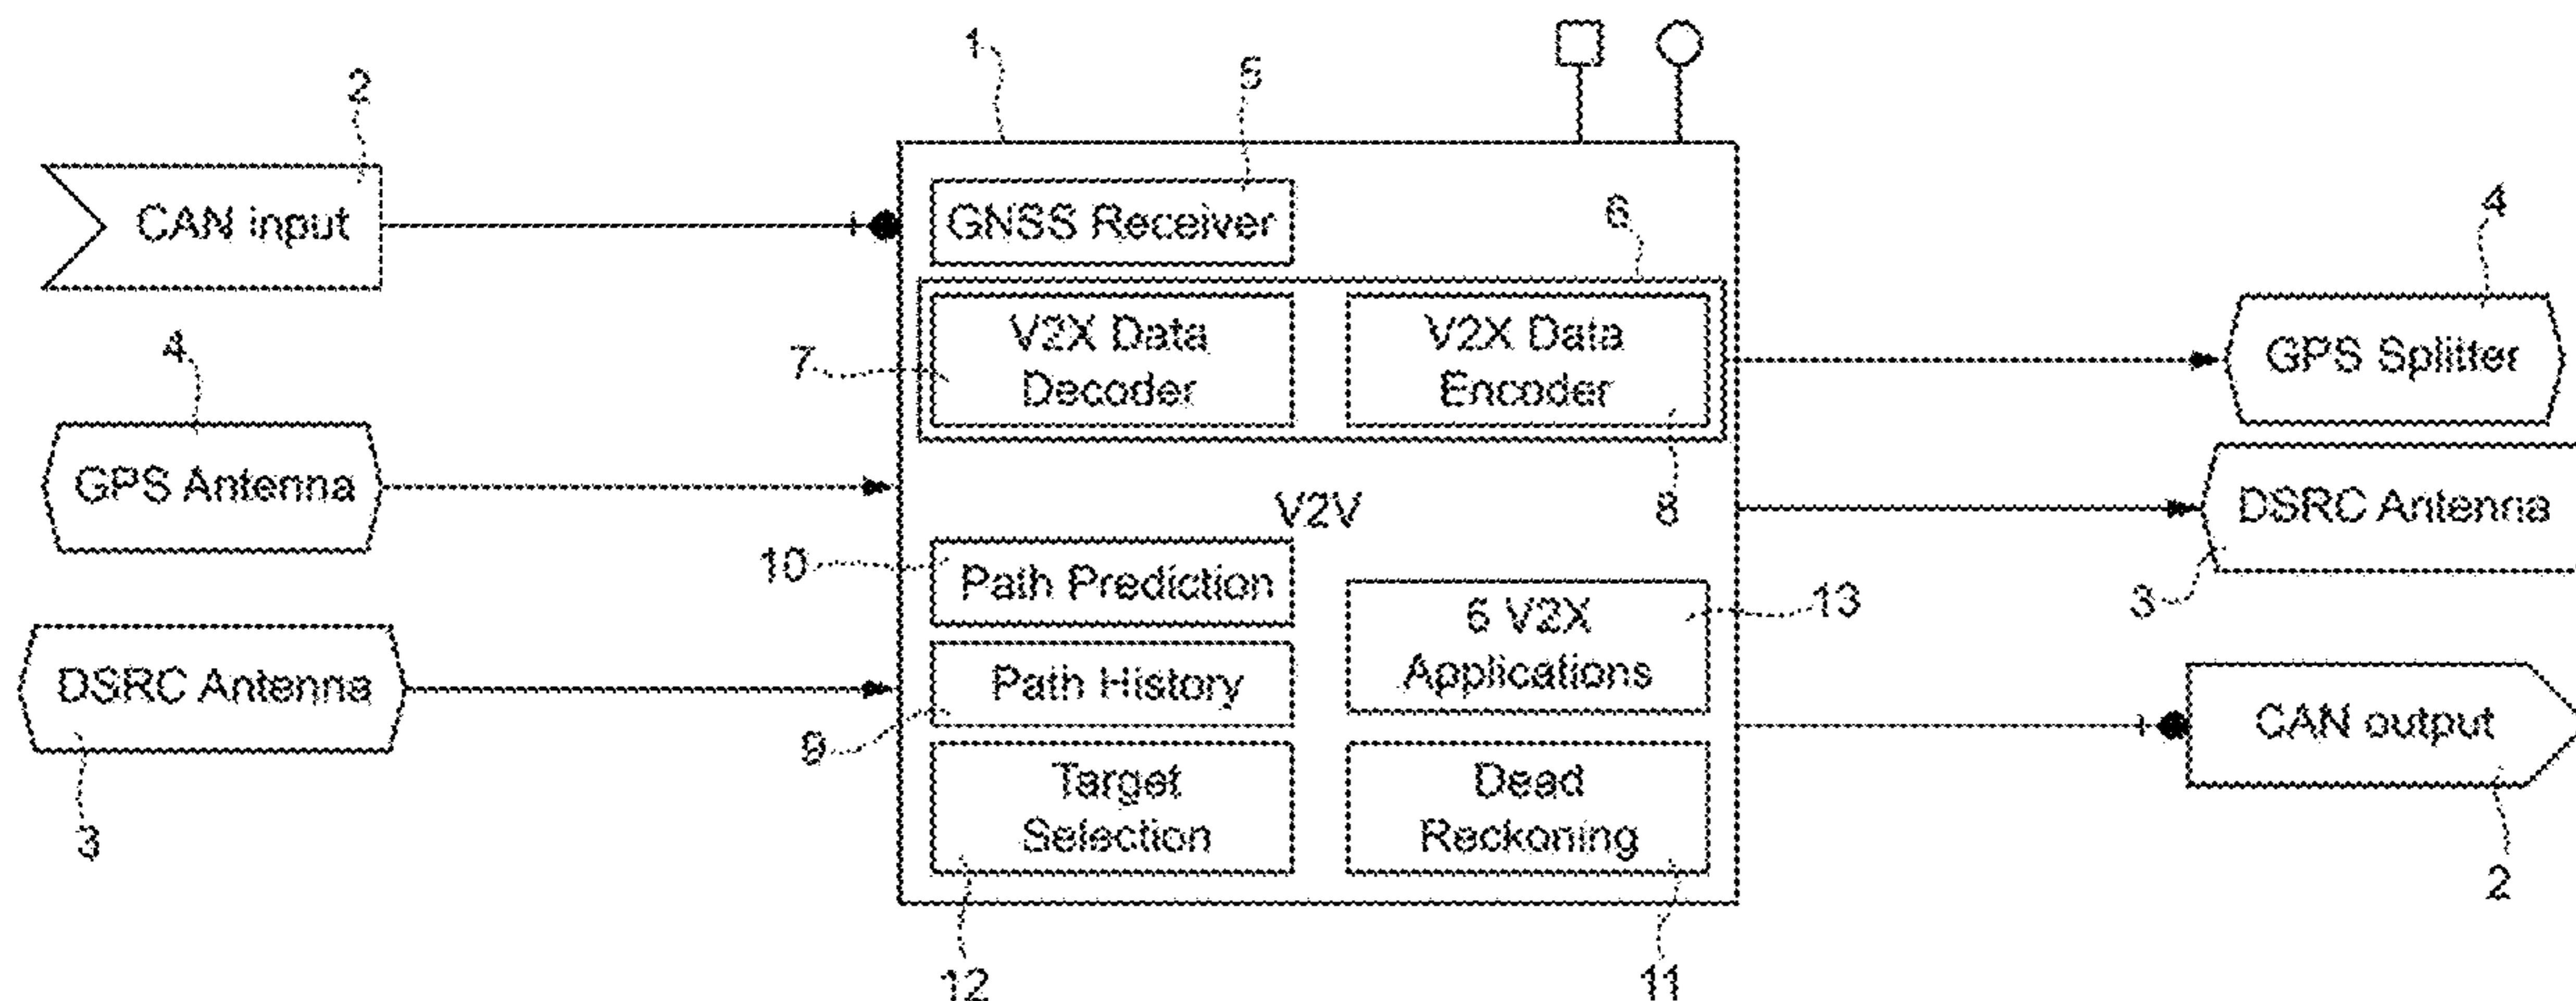 1
5
2
CAN input
GNSS Receiver
6
4
4
V2X Data
Decoder
V2X Data
Encoder
7
GPS Splitter
GPS Antenna
V2V
8
DSRC Antenna
10
Path Prediction
6 V2X
Applications
13
3
DSRC Antenna
Path History
9
CAN output
Target
Selection
Dead
Reckoning
3
2
12
11